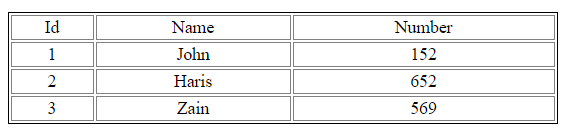 Id Name Number
1 John 152
2 Haris 652
3 Zain 569